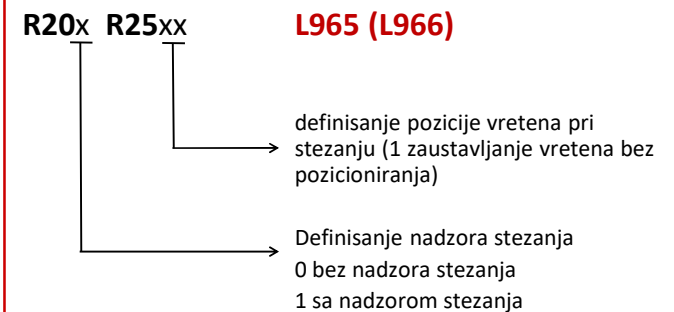 R20x R25xx L965 (L966)
definisanje pozicije vretena pri
stezanju (1 zaustavljanje vretena bez
pozicioniranja)
Definisanje nadzora stezanja
0 bez nadzora stezanja
1 sa nadzorom stezanja